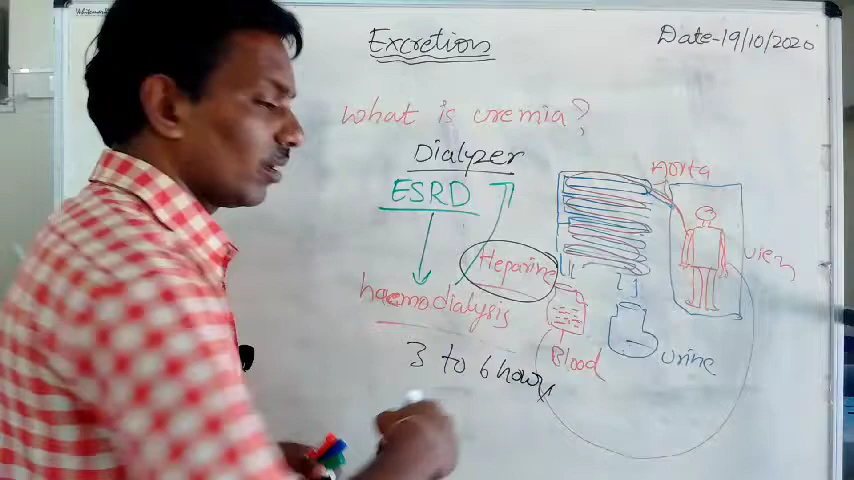 Excretion
Date-19/10/2020
What is uremia?
Dialyzer
ESRD
Aorta
Heparine
vien
haemodialysis
Blood
urine
3 to 6 hours